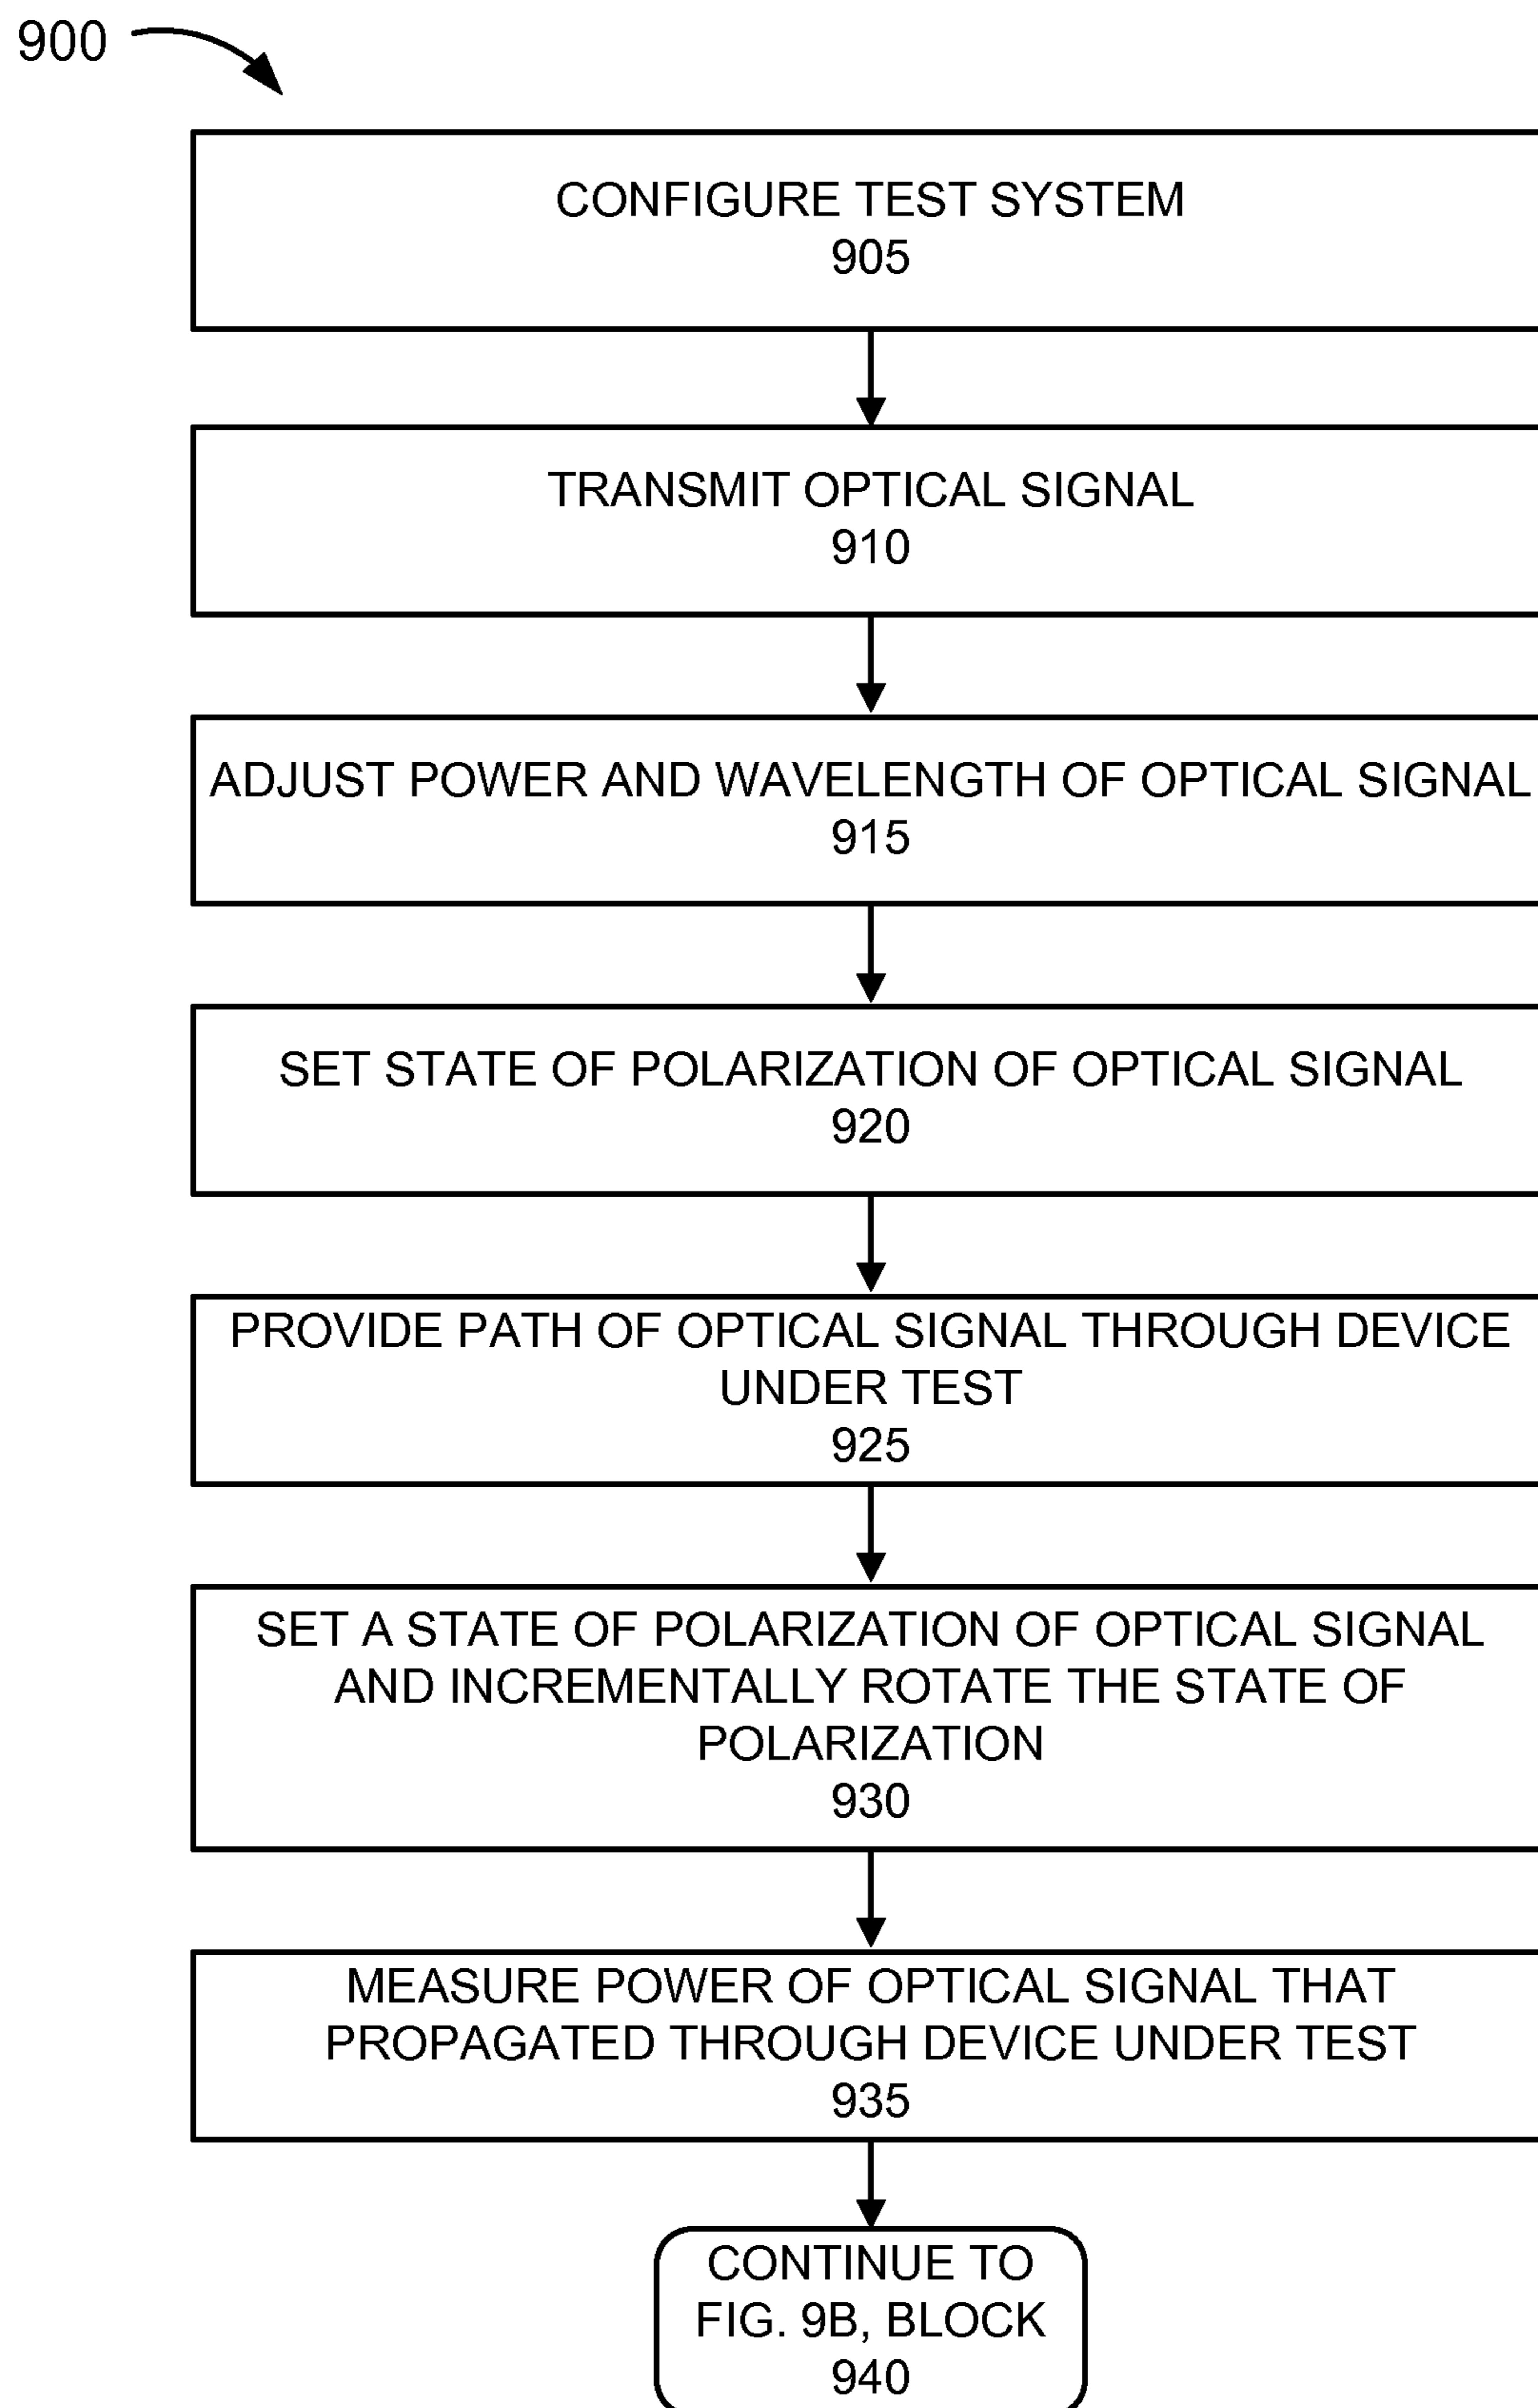 900
CONFIGURE TEST SYSTEM
905
TRANSMIT OPTICAL SIGNAL
910
ADJUST POWER AND WAVELENGTH OF OPTICAL SIGNAL
915
SET STATE OF POLARIZATION OF OPTICAL SIGNAL
920
PROVIDE PATH OF OPTICAL SIGNAL THROUGH DEVICE
UNDER TEST
925
SET A STATE OF POLARIZATION OF OPTICAL SIGNAL
AND INCREMENTALLY ROTATE THE STATE OF
POLARIZATION
930
MEASURE POWER OF OPTICAL SIGNAL THAT
PROPAGATED THROUGH DEVICE UNDER TEST
935
CONTINUE TO
FIG. 9B, BLOCK
940